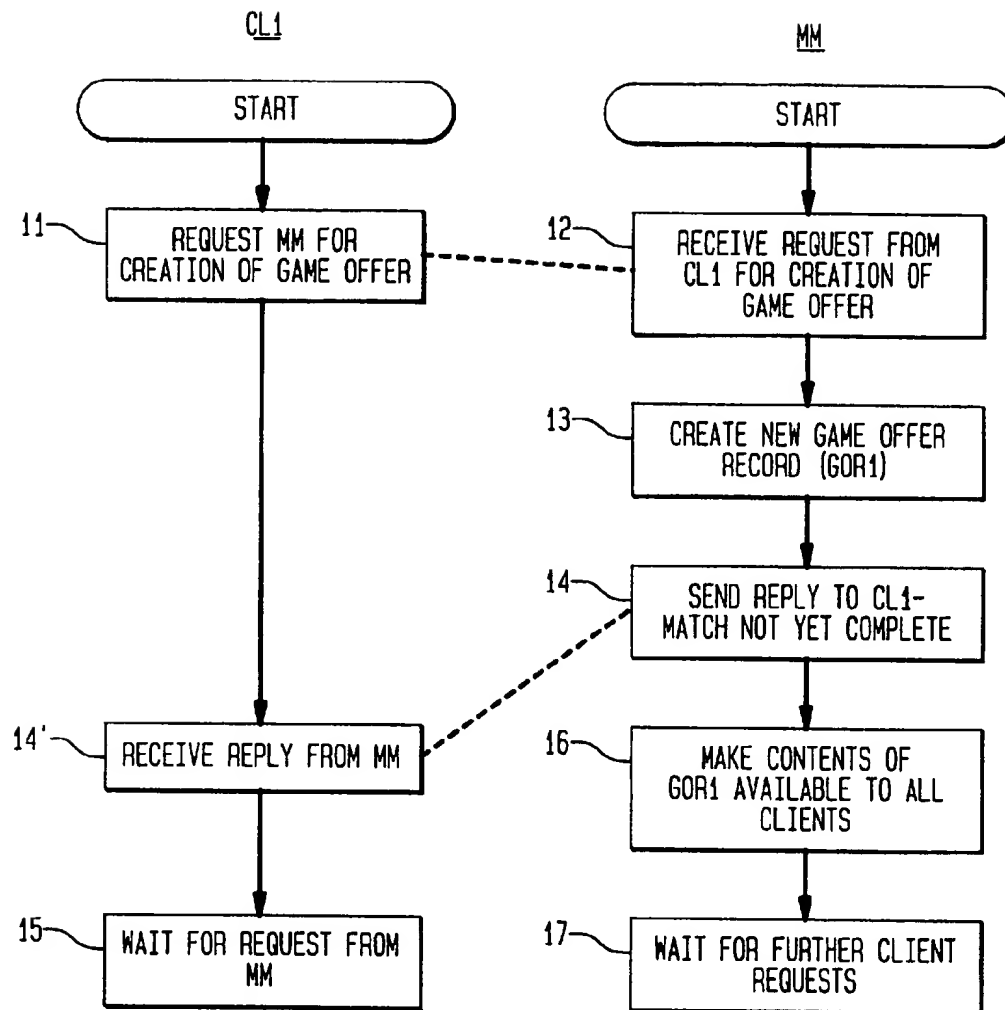 CL1
MM
START
START
11
REQUEST MM FOR
CREATION OF GAME OFFER
12
RECEIVE REQUEST FROM
CL1 FOR CREATION OF
GAME OFFER
13
CREATE NEW GAME OFFER
RECORD (GOR1)
14
SEND REPLY TO CL1-
MATCH NOT YET COMPLETE
14'
RECEIVE REPLY FROM MM
16
MAKE CONTENTS OF
GOR1 AVAILABLE TO ALL
CLIENTS
15
WAIT FOR REQUEST FROM
MM
17
WAIT FOR FURTHER CLIENT
REQUESTS